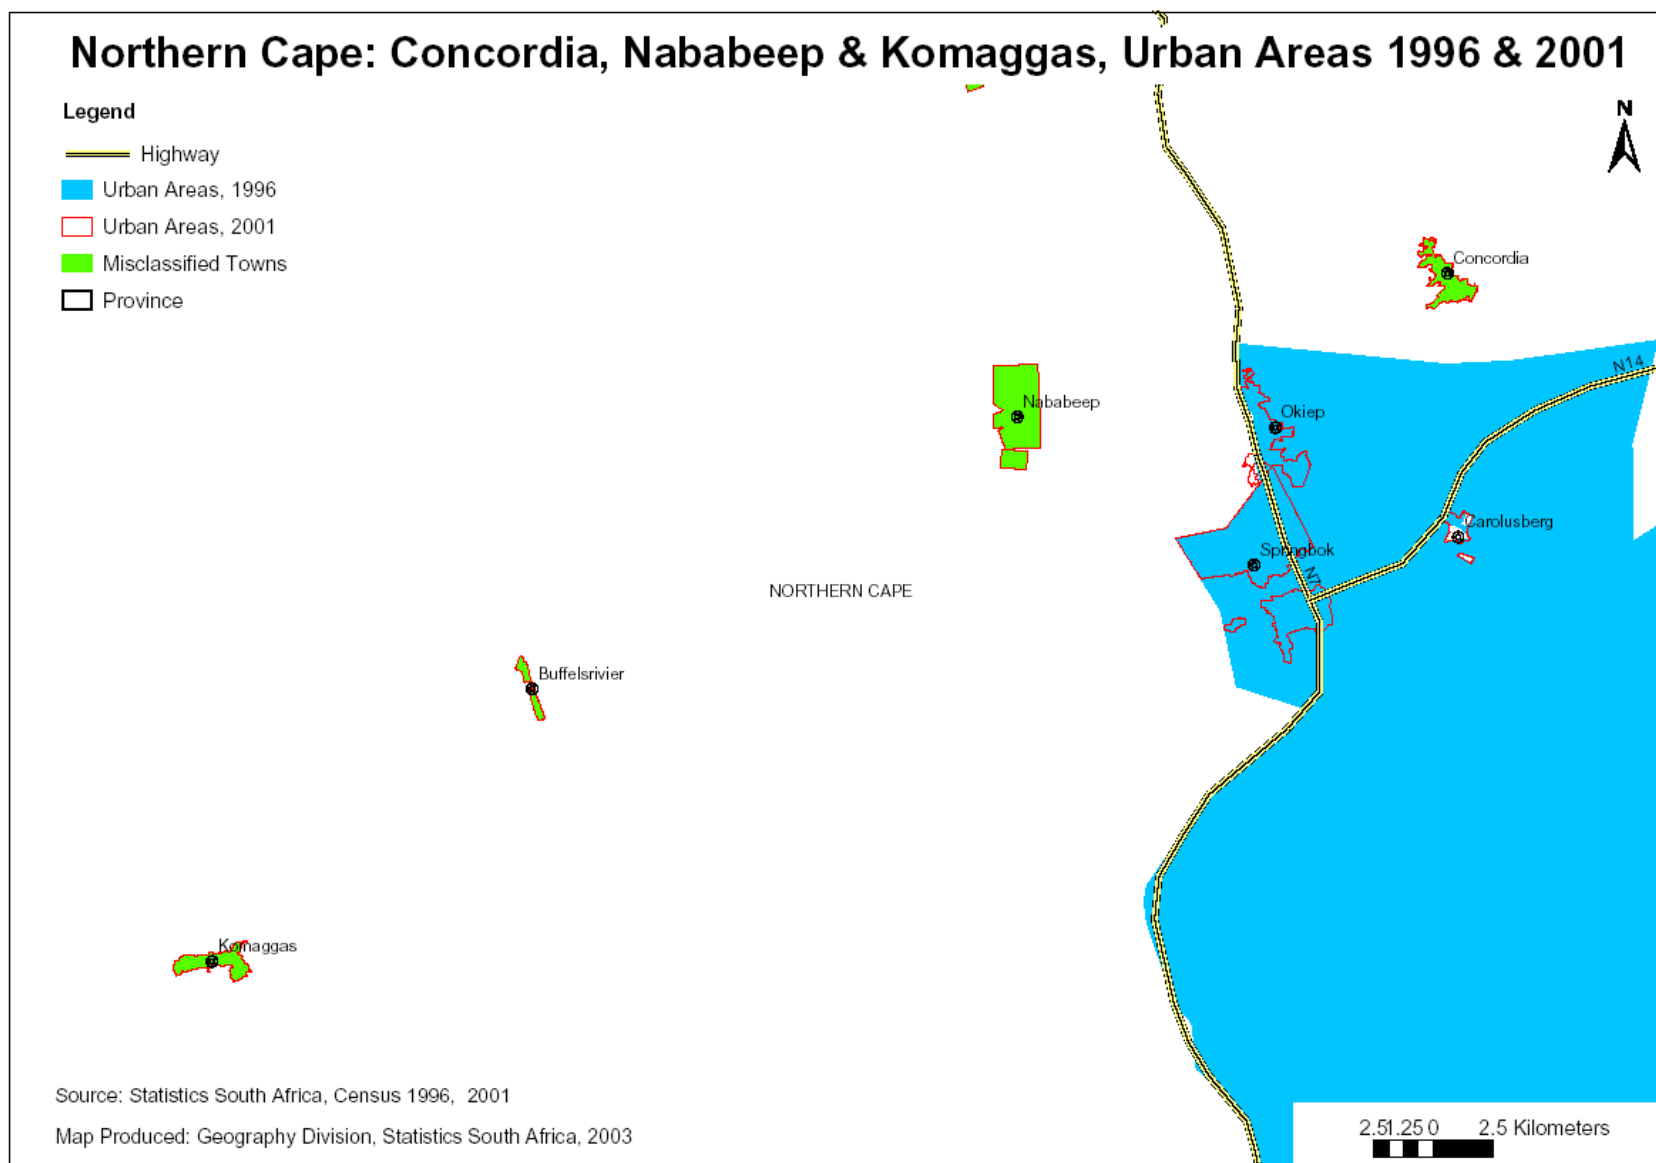 Northern Cape: Concordia, Nababeep & Komaggas, Urban Areas 1996 & 2001
Legend
Highway
Urban Areas, 1996
Urban Areas, 2001
Misclassified Towns
Province
N
Concordia
N14
Nababeep
Okiep
Carolusberg
Springbok
N7
NORTHERN CAPE
Buffelsrivier
Komaggas
Source: Statistics South Africa, Census 1996, 2001
Map Produced: Geography Division, Statistics South Africa, 2003
2.51.25 0 2.5 Kilometers